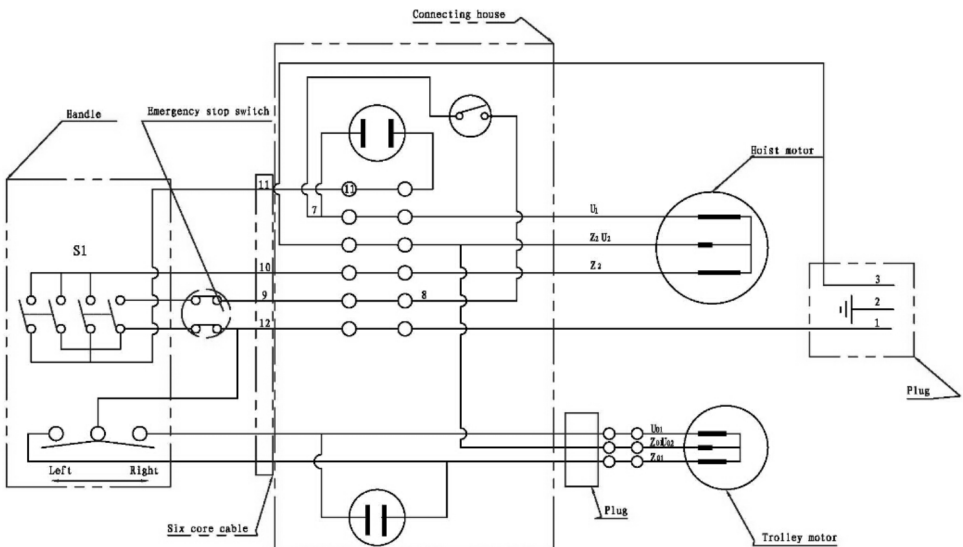 Connecting house
Handle
Emergency stop switch
Hoist motor
11
11
7
U1
S1
Z2 U2
10
Z2
3
9
8
2
12
1
Plug
U01
Z01U02
Z01
Left
Right
Six core cable
Plug
Trolley motor